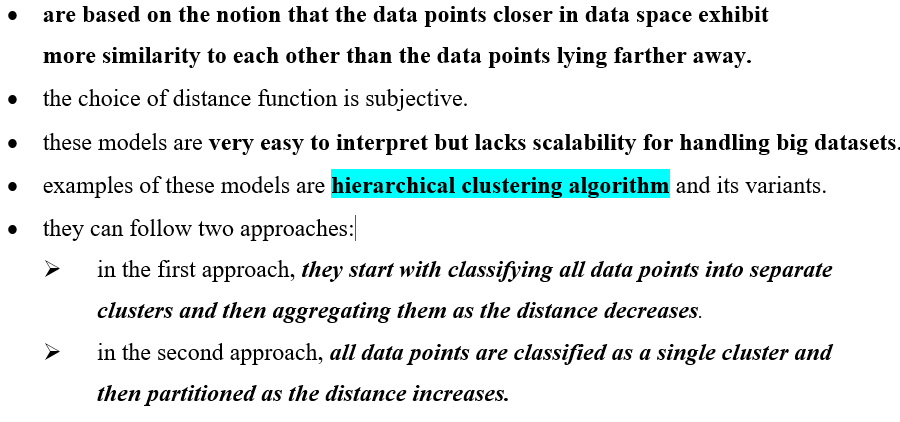 • are based on the notion that the data points closer in data space exhibit
more similarity to each other than the data points lying farther away.
• the choice of distance function is subjective.
• these models are very easy to interpret but lacks scalability for handling big datasets.
• examples of these models are hierarchical clustering algorithm and its variants.
• they can follow two approaches:
➢ in the first approach, they start with classifying all data points into separate
clusters and then aggregating them as the distance decreases.
➢ in the second approach, all data points are classified as a single cluster and
then partitioned as the distance increases.